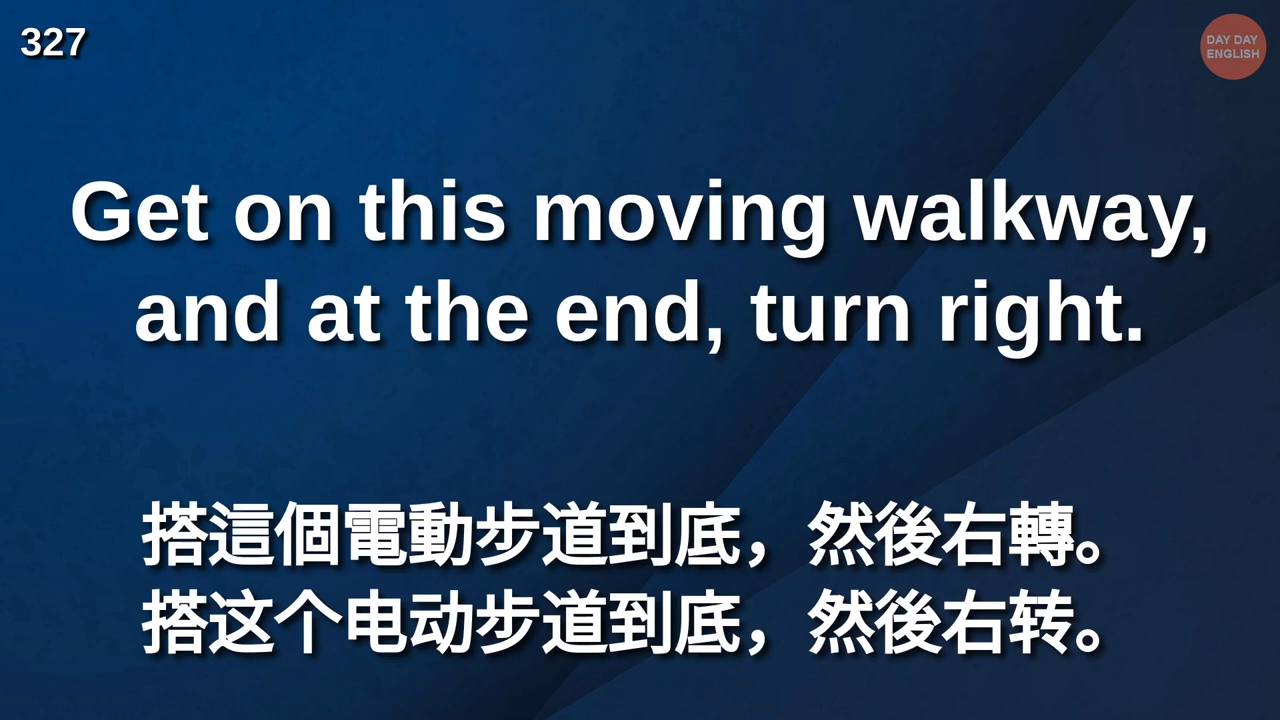 327
DAY DAY
ENGLISH
Get on this moving walkway,
and at the end, turn right.
搭這個電動步道到底，然後右轉。
搭这个电动步道到底，然後右转。